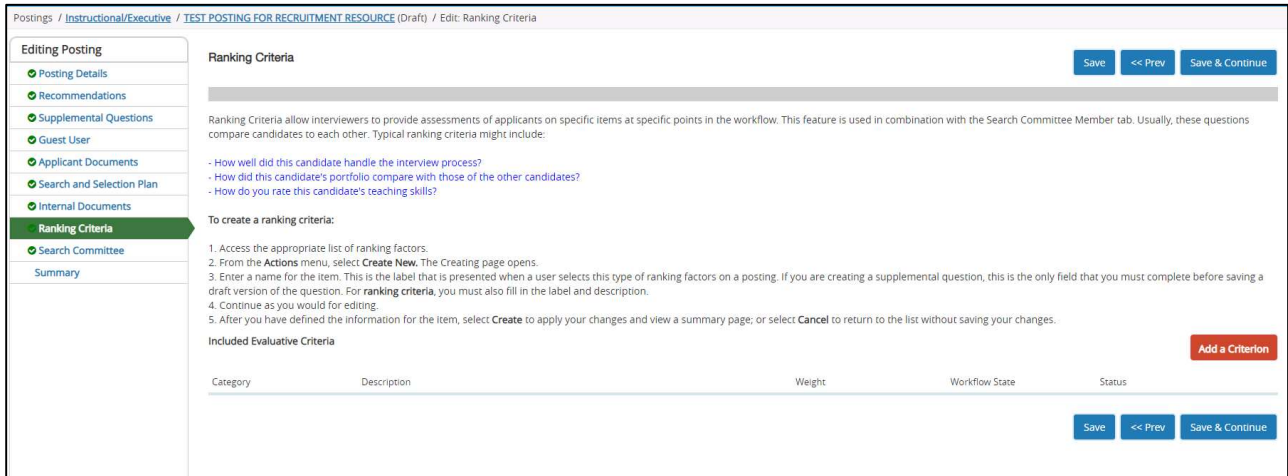 Postings / Instructional/Executive / TEST POSTING FOR RECRUITMENT RESOURCE (Draft) / Edit: Ranking Criteria
Editing Posting
Posting Details
Recommendations
Supplemental Questions
Guest User
Applicant Documents
Search and Selection Plan
Internal Documents
Ranking Criteria
Search Committee
Summary
Ranking Criteria
Save << Prev Save & Continue
Ranking Criteria allow interviewers to provide assessments of applicants on specific items at specific points in the workflow. This feature is used in combination with the Search Committee Member tab. Usually, these questions
compare candidates to each other. Typical ranking criteria might include:
- How well did this candidate handle the interview process?
- How did this candidate's portfolio compare with those of the other candidates?
- How do you rate this candidate's teaching skills?
To create a ranking criteria:
1. Access the appropriate list of ranking factors.
2. From the Actions menu, select Create New. The Creating page opens.
3. Enter a name for the item. This is the label that is presented when a user selects this type of ranking factors on a posting. If you are creating a supplemental question, this is the only field that you must complete before saving a
draft version of the question. For ranking criteria, you must also fill in the label and description.
4. Continue as you would for editing.
5. After you have defined the information for the item, select Create to apply your changes and view a summary page; or select Cancel to return to the list without saving your changes.
Included Evaluative Criteria
Add a Criterion
Category Description Weight Workflow State Status
Save << Prev Save & Continue